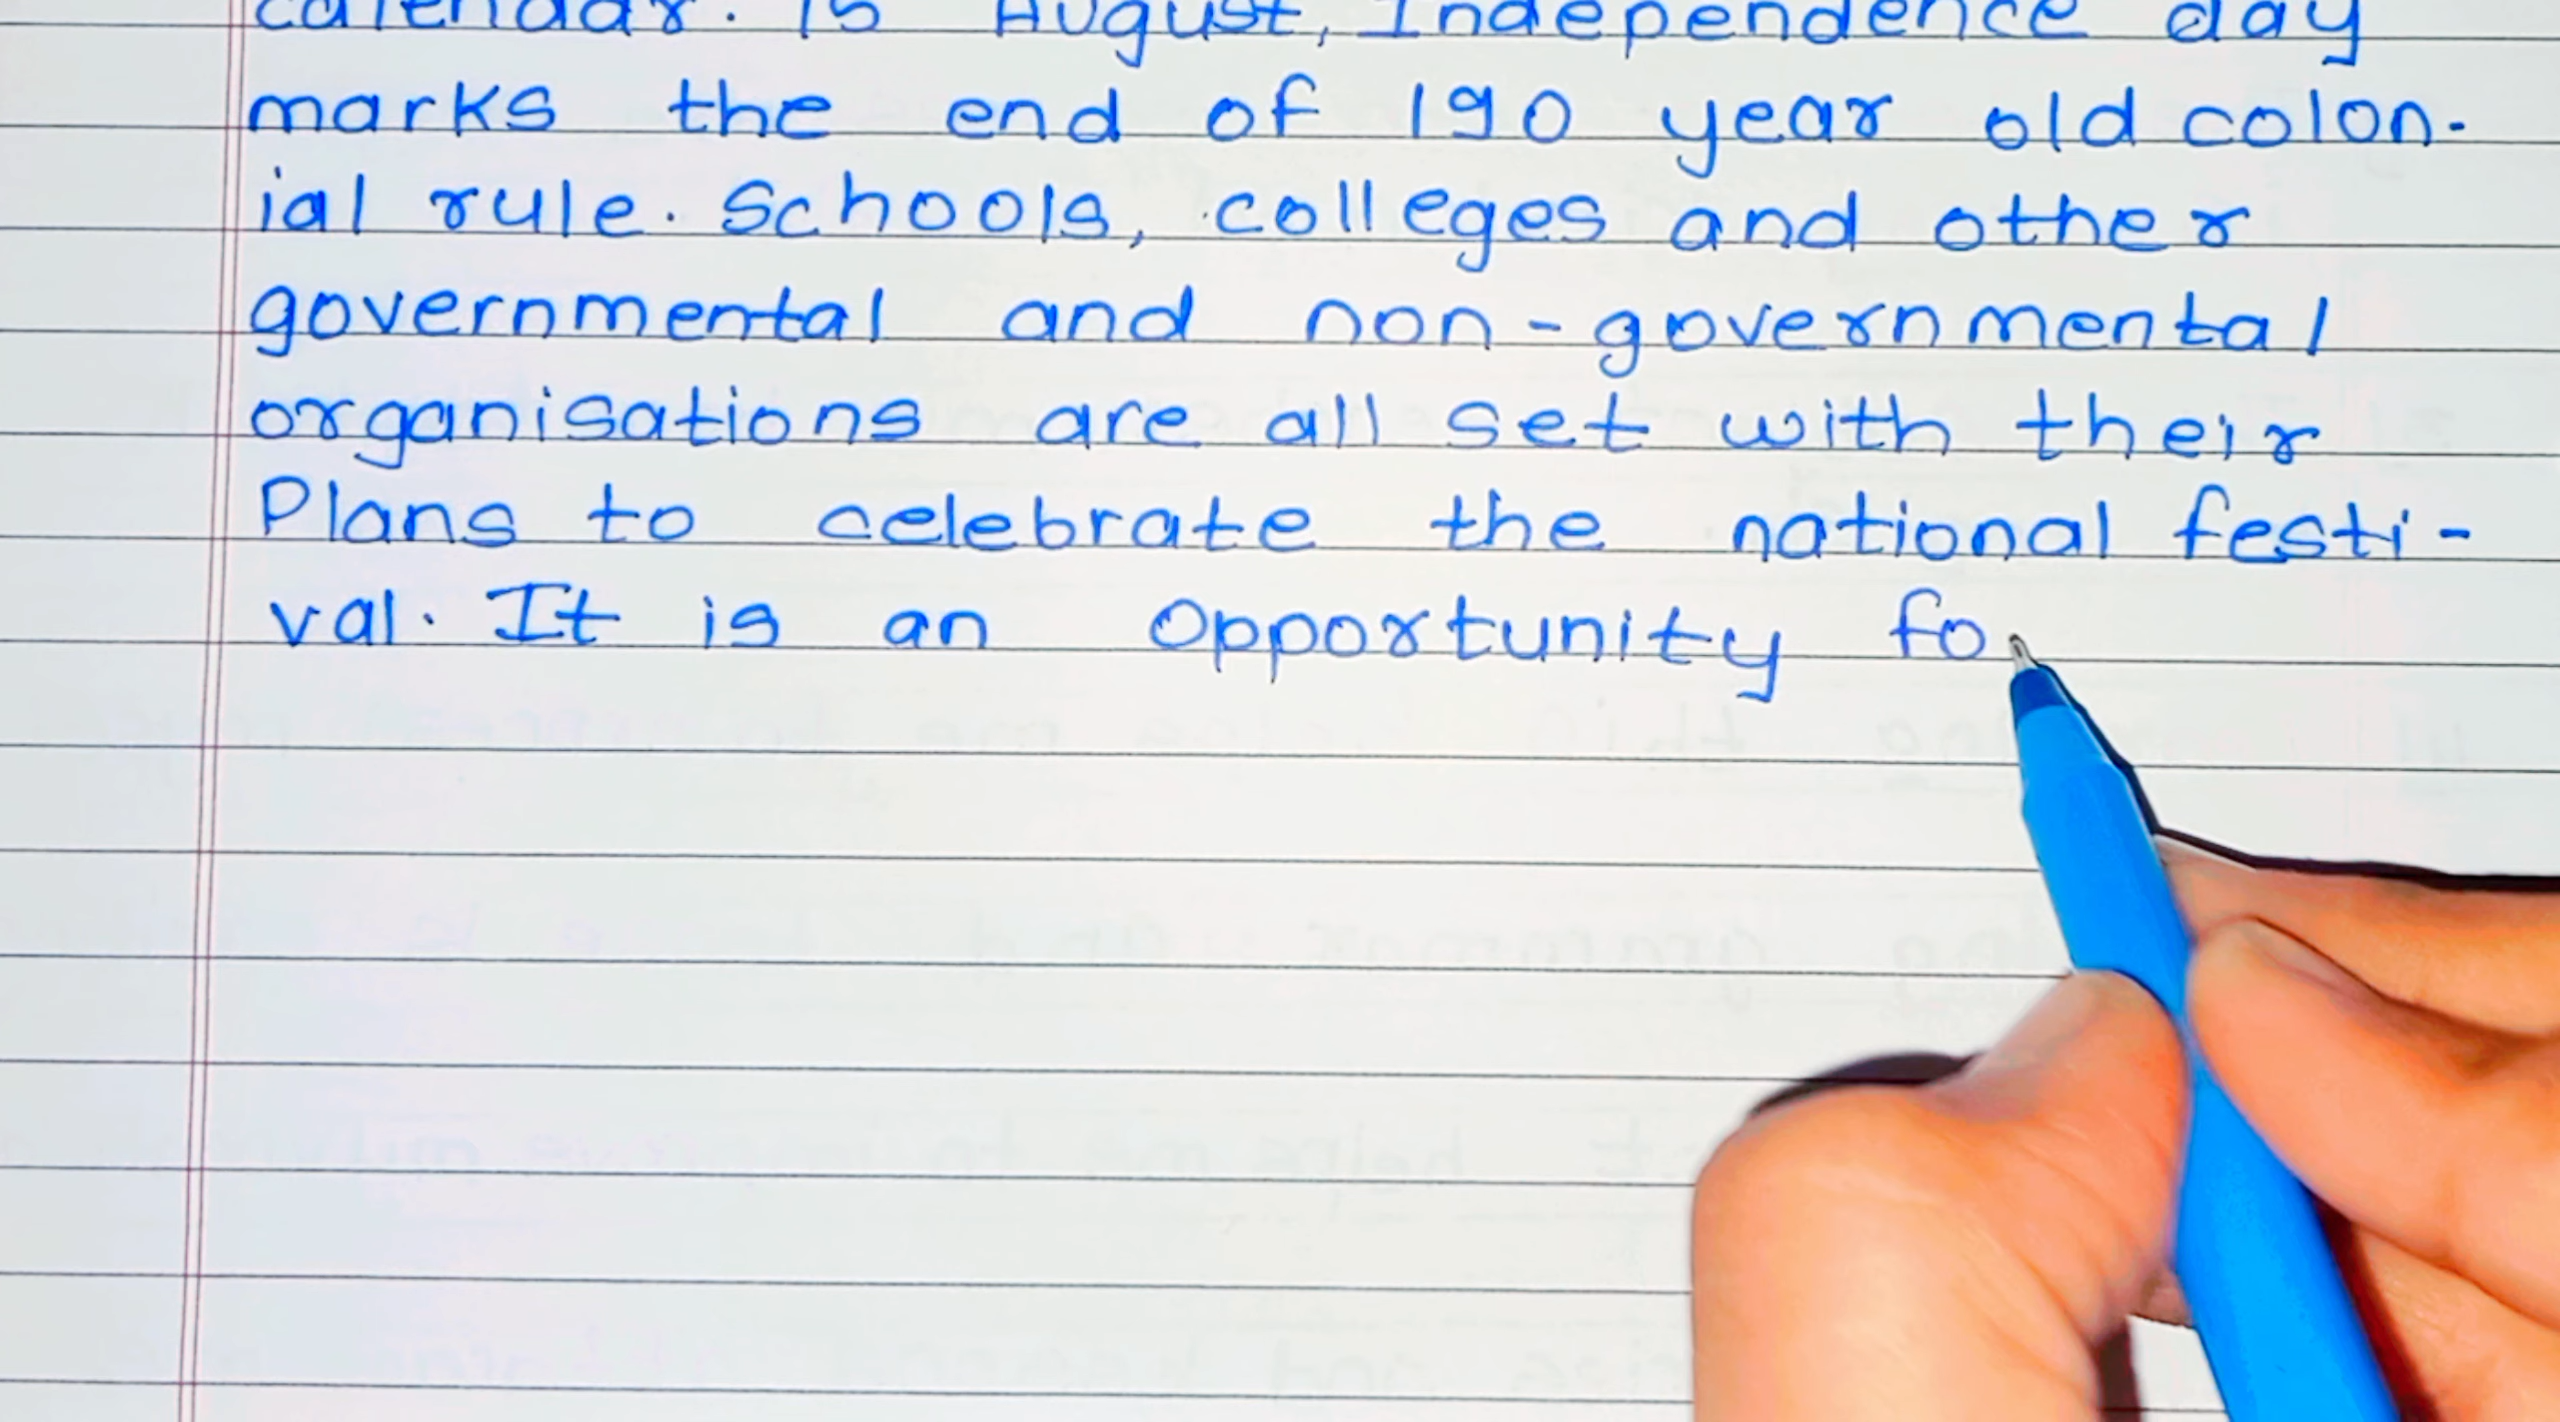 calendar. 15 August, Independence day
marks the end of 190 year old colon-
ial rule. Schools, colleges and other
governmental and non-governmental
organisations are all set with their
Plans to celebrate the national festi-
val. It is an opportunity fo